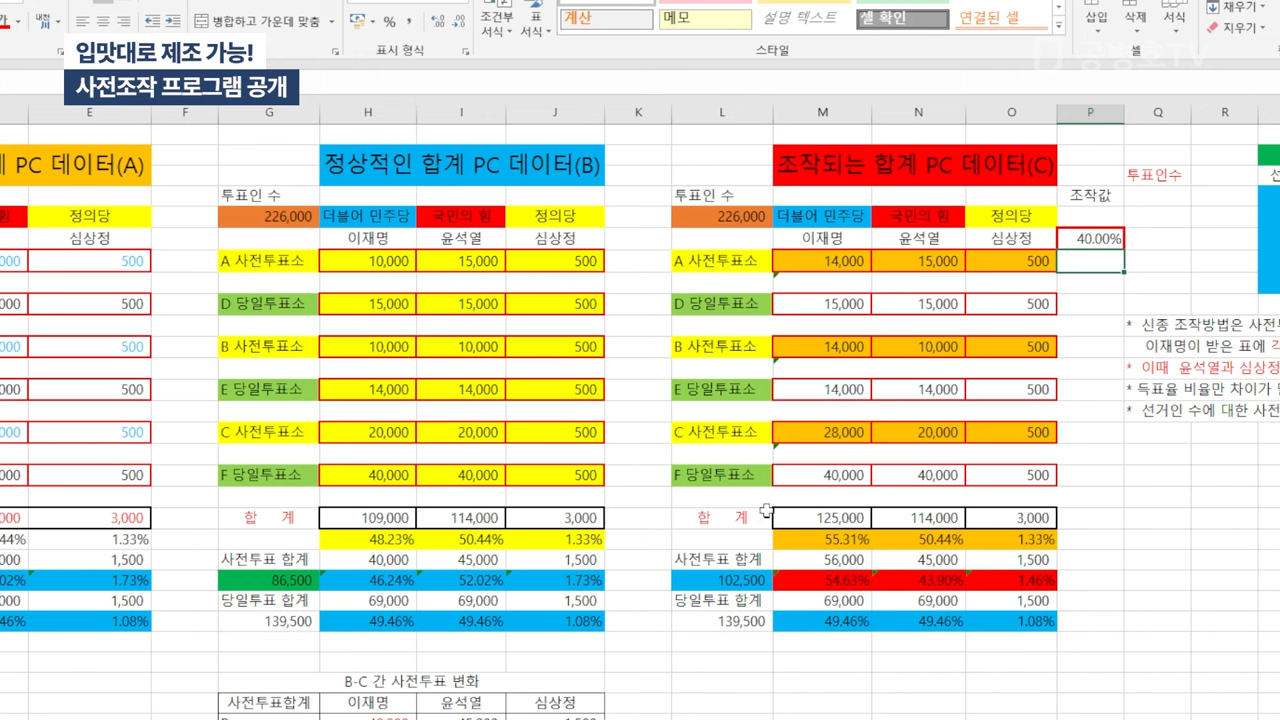 가
내천
병합하고 가운데 맞춤
%
,
표시 형식
조건부
서식
표
서식
계산
메모
설명 텍스트
셀 확인
연결된 셀
스타일
삽입
삭제
서식
셀
채우기
지우기
공병호TV
입맛대로 제조 가능!
사전조작 프로그램 공개
E F G H I J K L M N O P Q R
PC 데이터(A) 정상적인 합계 PC 데이터(B) 조작되는 합계 PC 데이터(C)
투표인수
투표인 수 투표인 수 조작값
힘 정의당 226,000 더불어 민주당 국민의 힘 정의당 226,000 더불어 민주당 국민의 힘 정의당
심상정 이재명 윤석열 심상정 이재명 윤석열 심상정 40.00%
000 500 A 사전투표소 10,000 15,000 500 A 사전투표소 14,000 15,000 500
000 500 D 당일투표소 15,000 15,000 500 D 당일투표소 15,000 15,000 500
* 신종 조작방법은 사전투
000 500 B 사전투표소 10,000 10,000 500 B 사전투표소 14,000 10,000 500 이재명이 받은 표에 각
* 이때 윤석열과 심상정
000 500 E 당일투표소 14,000 14,000 500 E 당일투표소 14,000 14,000 500 * 득표율 비율만 차이가
* 선거인 수에 대한 사전
000 500 C 사전투표소 20,000 20,000 500 C 사전투표소 28,000 20,000 500
000 500 F 당일투표소 40,000 40,000 500 F 당일투표소 40,000 40,000 500
000 3,000 합 계 109,000 114,000 3,000 합 계 125,000 114,000 3,000
44% 1.33% 48.23% 50.44% 1.33% 55.31% 50.44% 1.33%
000 1,500 사전투표 합계 40,000 45,000 1,500 사전투표 합계 56,000 45,000 1,500
02% 1.73% 86,500 46.24% 52.02% 1.73% 102,500 54.63% 43.90% 1.46%
000 1,500 당일투표 합계 69,000 69,000 1,500 당일투표 합계 69,000 69,000 1,500
46% 1.08% 139,500 49.46% 49.46% 1.08% 139,500 49.46% 49.46% 1.08%
B-C 간 사전투표 변화
사전투표합계 이재명 윤석열 심상정